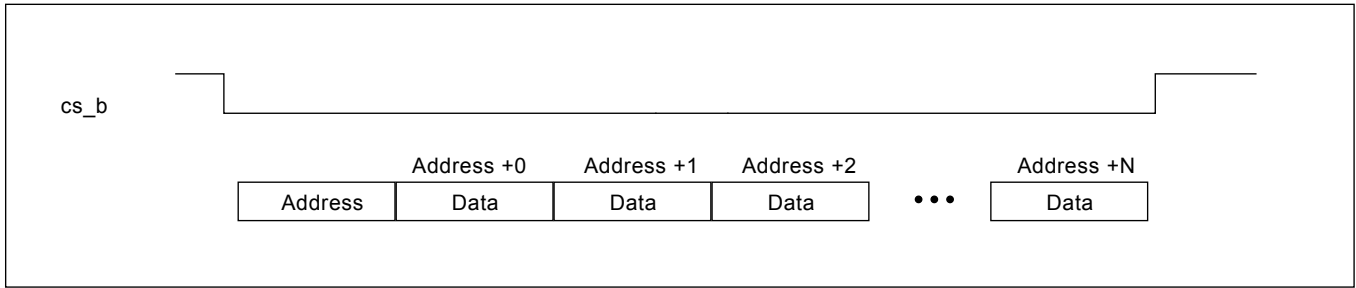 cs_b
Address +0 Address +1 Address +2 Address +N
Address Data Data Data ••• Data